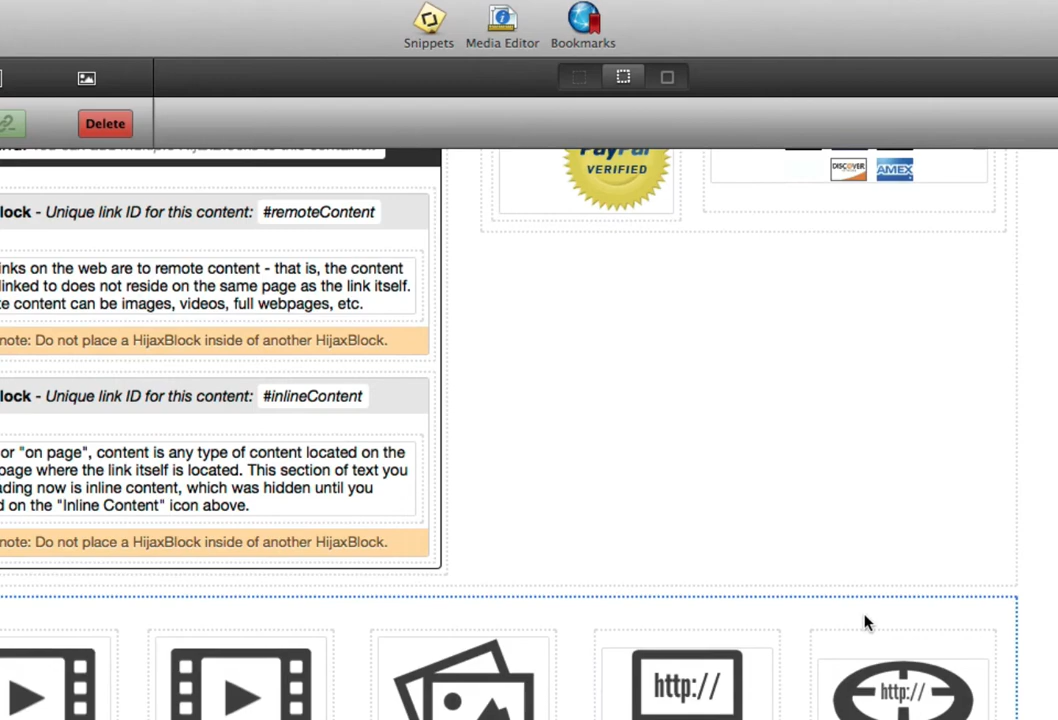 Snippets Media Editor Bookmarks
Delete
PayPal
VERIFIED
DISCOVER AMEX
lock - Unique link ID for this content: #remoteContent
inks on the web are to remote content - that is, the content
linked to does not reside on the same page as the link itself.
te content can be images, videos, full webpages, etc.
note: Do not place a HijaxBlock inside of another HijaxBlock.
lock - Unique link ID for this content: #inlineContent
or "on page", content is any type of content located on the
page where the link itself is located. This section of text you
ading now is inline content, which was hidden until you
d on the "Inline Content" icon above.
note: Do not place a HijaxBlock inside of another HijaxBlock.
http:// http://